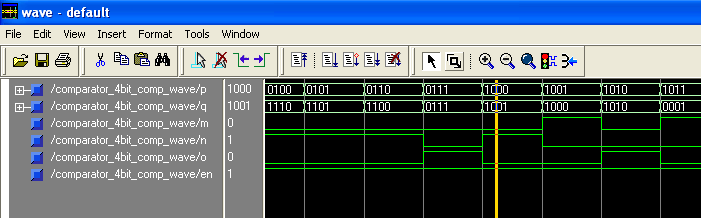 wave - default
File Edit View Insert Format Tools Window
/comparator_4bit_comp_wave/p 1000 0100 0101 0110 0111 1000 1001 1010 1011
/comparator_4bit_comp_wave/q 1001 1110 1101 1100 0111 1001 1000 1010 0001
/comparator_4bit_comp_wave/m 0
/comparator_4bit_comp_wave/n 1
/comparator_4bit_comp_wave/o 0
/comparator_4bit_comp_wave/en 1